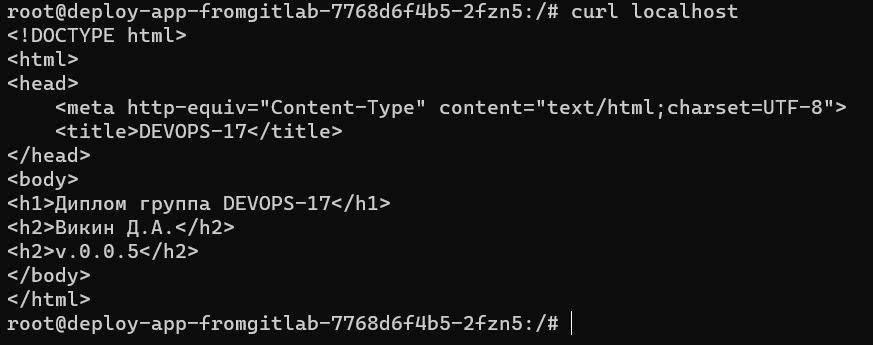 root@deploy-app-fromgitlab-7768d6f4b5-2fzn5:/# curl localhost
<!DOCTYPE html>
<html>
<head>
    <meta http-equiv="Content-Type" content="text/html;charset=UTF-8">
    <title>DEVOPS-17</title>
</head>
<body>
<h1>Диплом группа DEVOPS-17</h1>
<h2>Викин Д.А.</h2>
<h2>v.0.0.5</h2>
</body>
</html>
root@deploy-app-fromgitlab-7768d6f4b5-2fzn5:/#